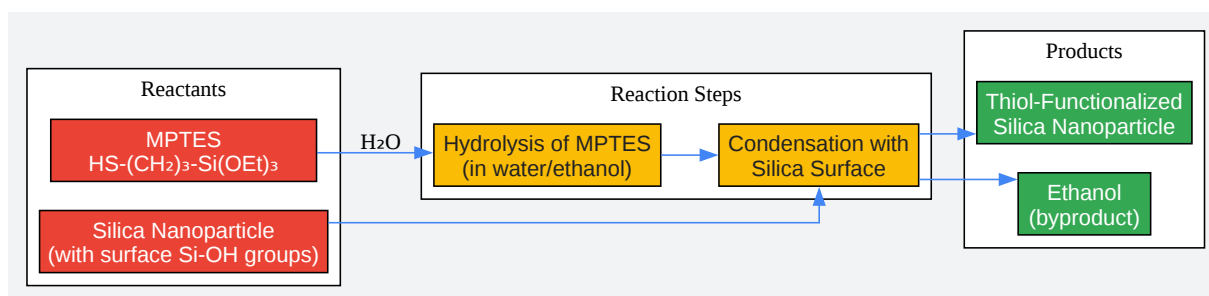 Reactants
MPTES
HS-(CH₂)₃-Si(OEt)₃
Silica Nanoparticle
(with surface Si-OH groups)
H₂O
Reaction Steps
Hydrolysis of MPTES
(in water/ethanol)
Condensation with
Silica Surface
Products
Thiol-Functionalized
Silica Nanoparticle
Ethanol
(byproduct)